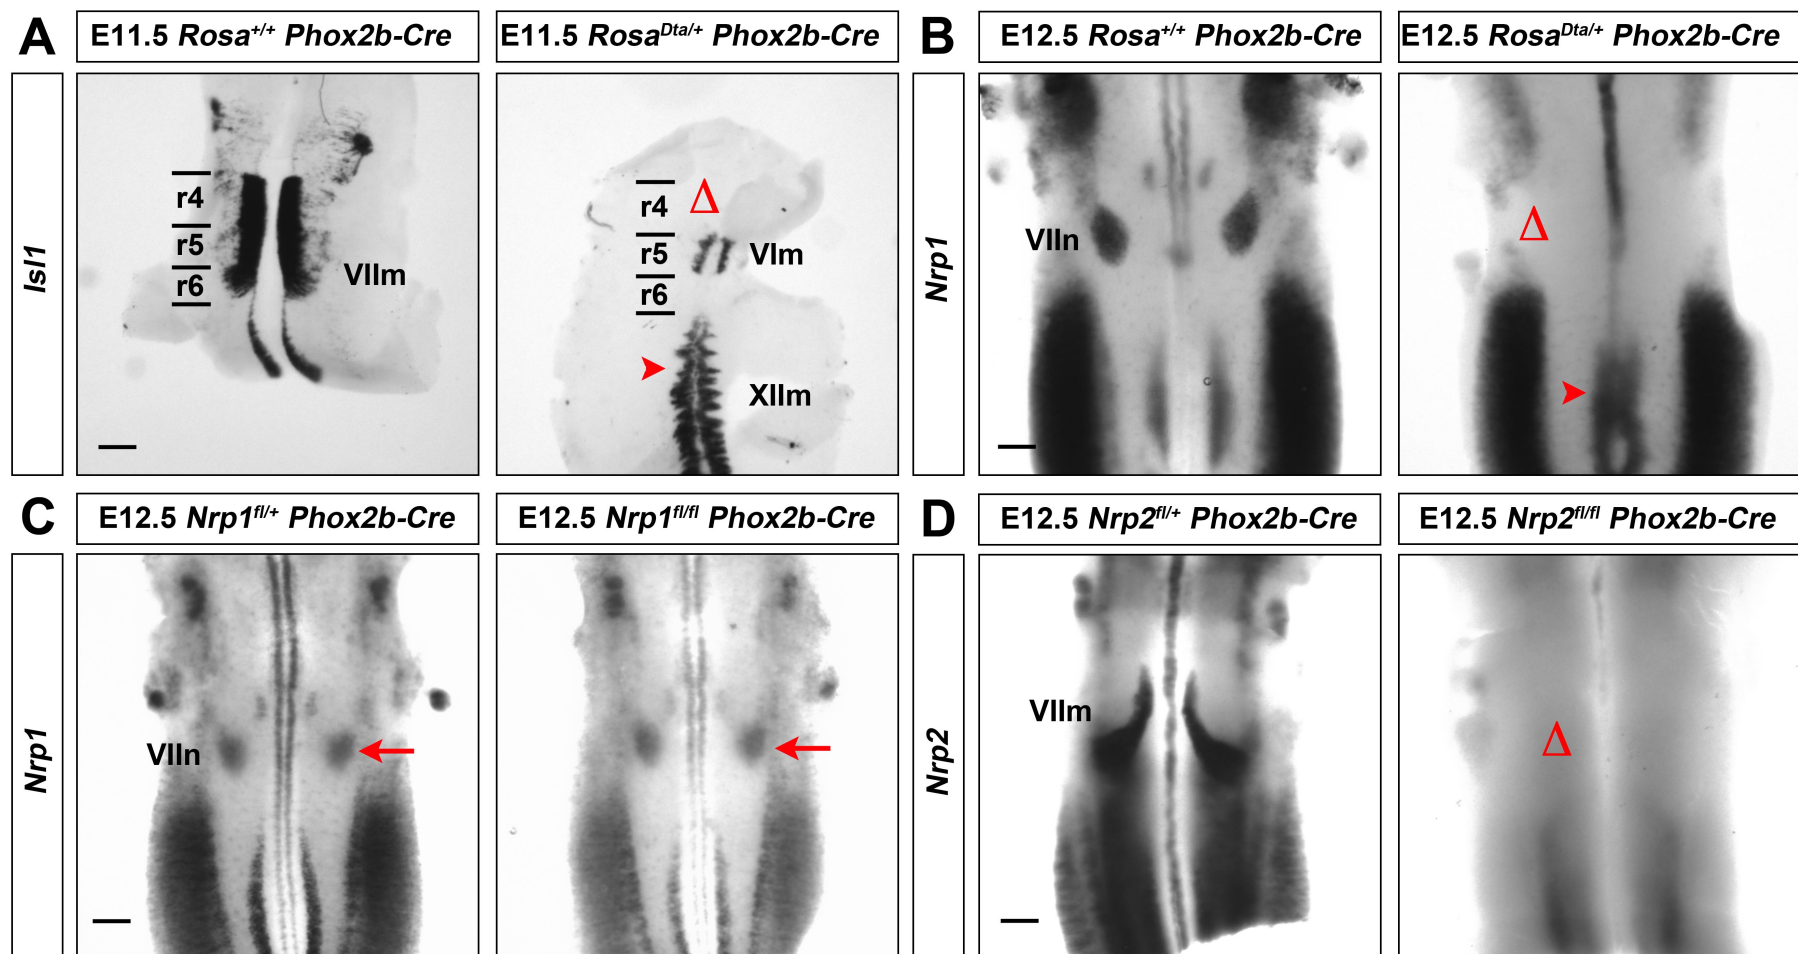 A
E11.5 Rosa+/+ Phox2b-Cre
E11.5 RosaDta/+ Phox2b-Cre
Isl1
r4
r5
r6
VIIm
r4
r5
r6
VIm
XIIm
B
E12.5 Rosa+/+ Phox2b-Cre
E12.5 RosaDta/+ Phox2b-Cre
Nrp1
VIIn
C
E12.5 Nrp1fl/+ Phox2b-Cre
E12.5 Nrp1fl/fl Phox2b-Cre
Nrp1
VIIn
D
E12.5 Nrp2fl/+ Phox2b-Cre
E12.5 Nrp2fl/fl Phox2b-Cre
Nrp2
VIIm